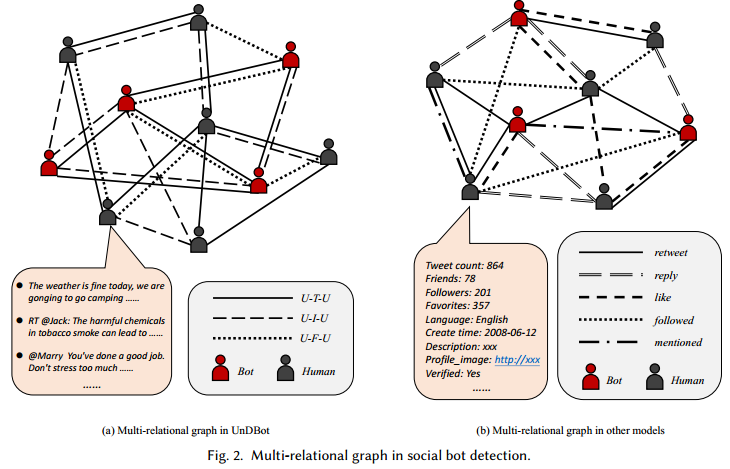 The weather is fine today, we are
gonging to go camping ......
RT @Jack: The harmful chemicals
in tobacco smoke can lead to ......
@Marry You've done a good job.
Don't stress too much ......
......
U-T-U
U-I-U
U-F-U
Bot
Human
(a) Multi-relational graph in UnDBot
Tweet count: 864
Friends: 78
Followers: 201
Favorites: 357
Language: English
Create time: 2008-06-12
Description: xxx
Profile_image: http://xxx
Verified: Yes
......
retweet
reply
like
followed
mentioned
Bot
Human
(b) Multi-relational graph in other models
Fig. 2. Multi-relational graph in social bot detection.